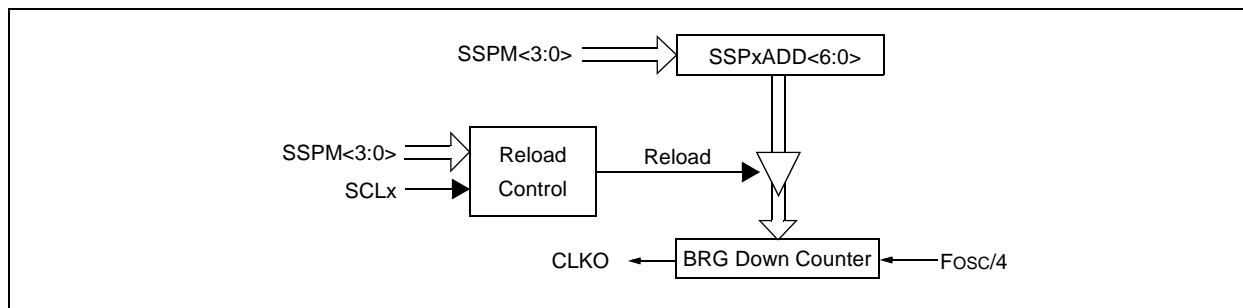 SSPM<3:0>
SSPxADD<6:0>
SSPM<3:0>
SCLx
Reload
Control
Reload
CLKO
BRG Down Counter
FOSC/4